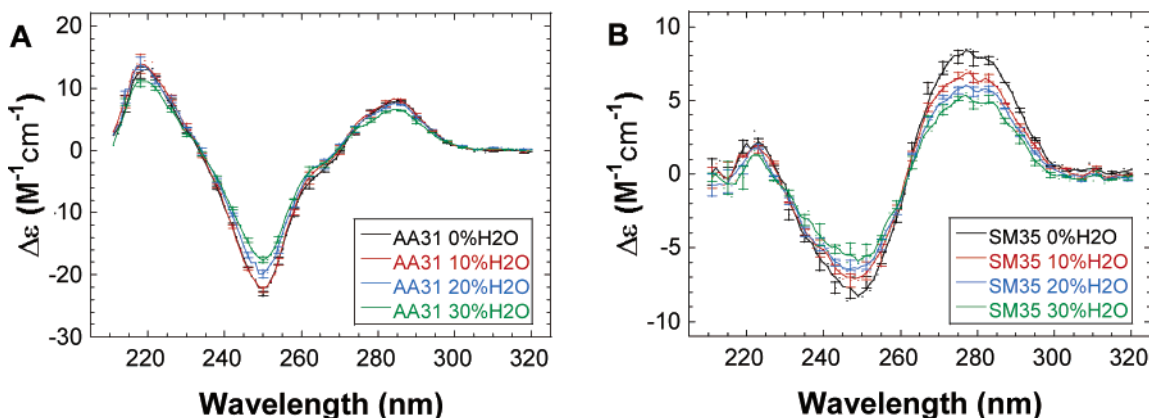 A
20
10
0
-10
-20
-30
Δε (M⁻¹cm⁻¹)
AA31 0%H2O
AA31 10%H2O
AA31 20%H2O
AA31 30%H2O
220 240 260 280 300 320
Wavelength (nm)
B
10
5
0
-5
-10
Δε (M⁻¹cm⁻¹)
SM35 0%H2O
SM35 10%H2O
SM35 20%H2O
SM35 30%H2O
220 240 260 280 300 320
Wavelength (nm)